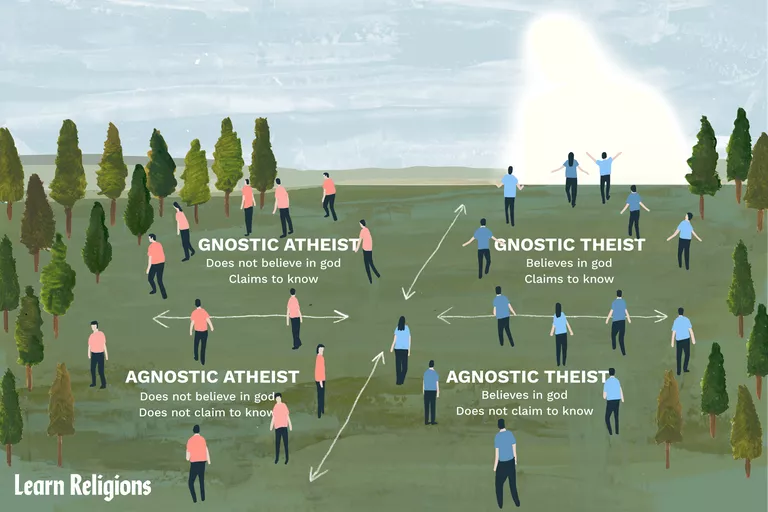 GNOSTIC ATHEIST
Does not believe in god
Claims to know
GNOSTIC THEIST
Believes in god
Claims to know
AGNOSTIC ATHEIST
Does not believe in god
Does not claim to know
AGNOSTIC THEIST
Believes in god
Does not claim to know
Learn Religions